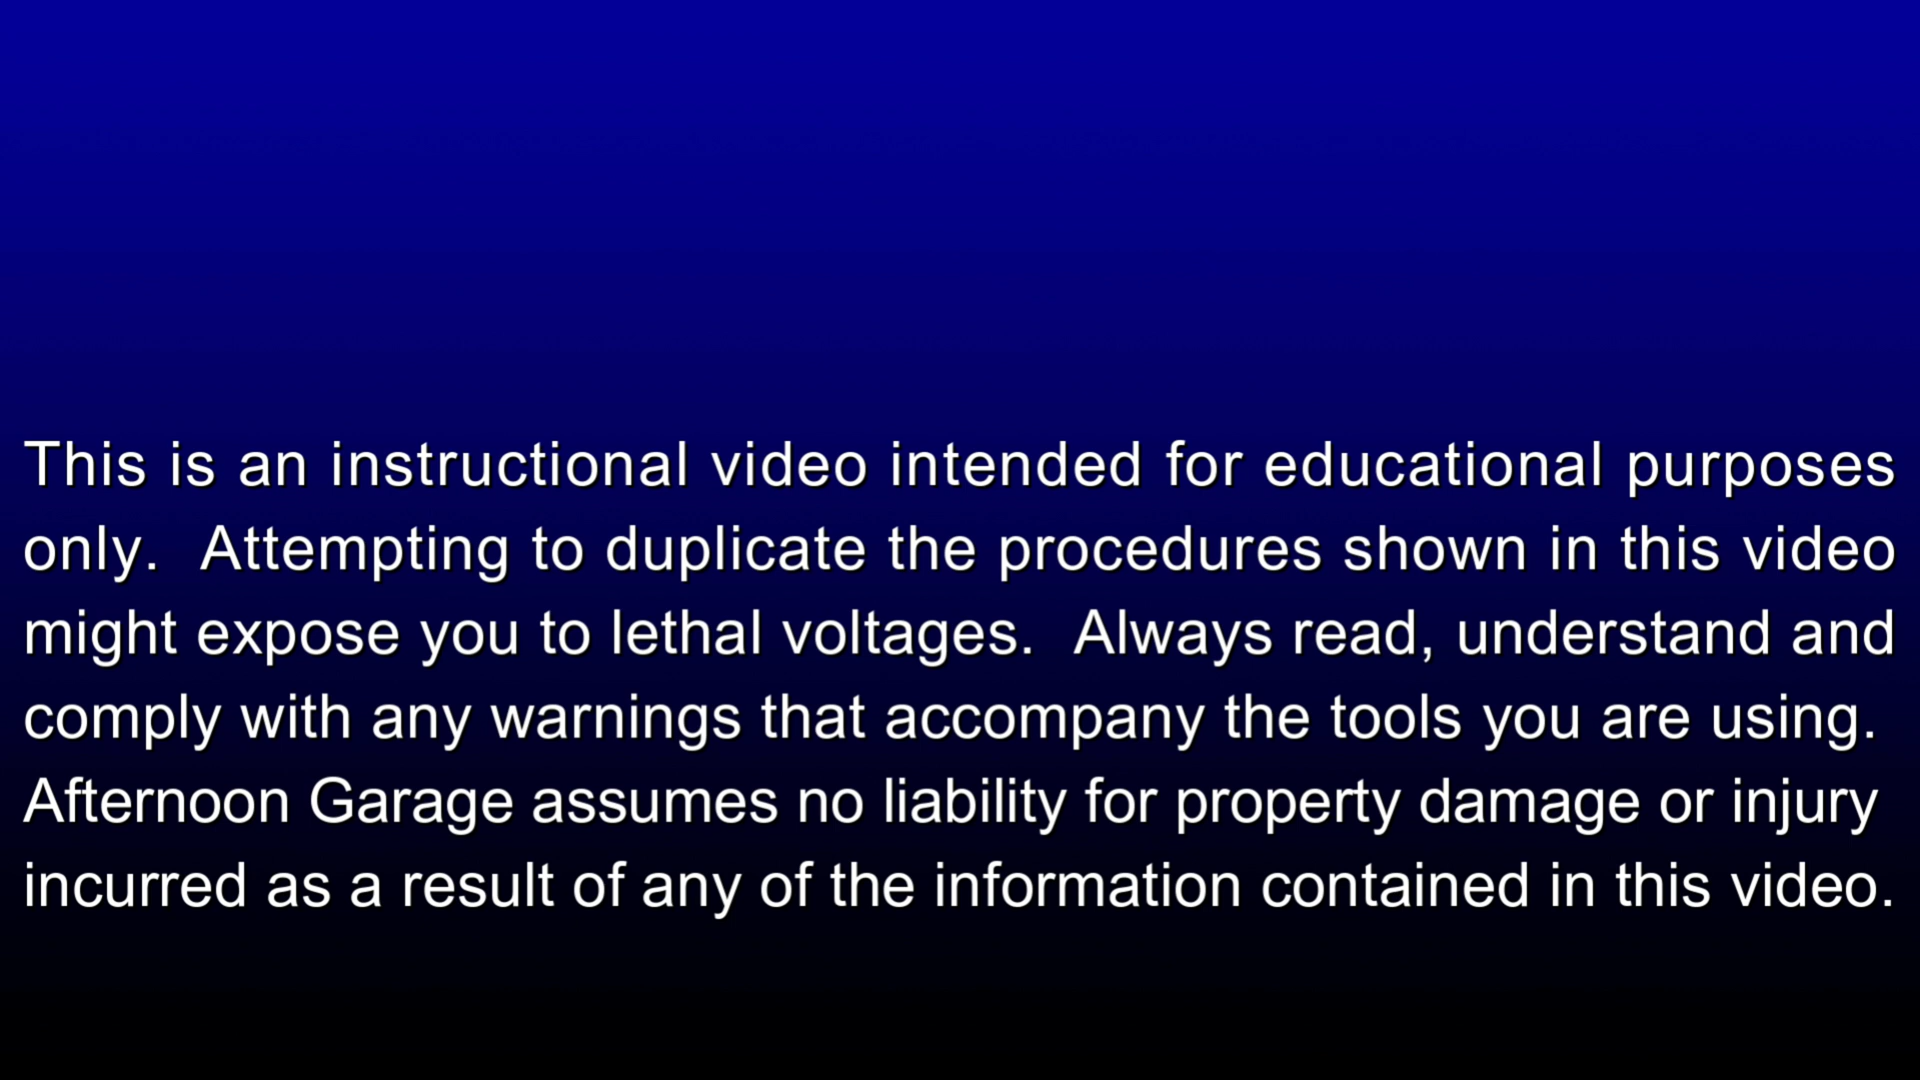 This is an instructional video intended for educational purposes
only.  Attempting to duplicate the procedures shown in this video
might expose you to lethal voltages.  Always read, understand and
comply with any warnings that accompany the tools you are using.
Afternoon Garage assumes no liability for property damage or injury
incurred as a result of any of the information contained in this video.